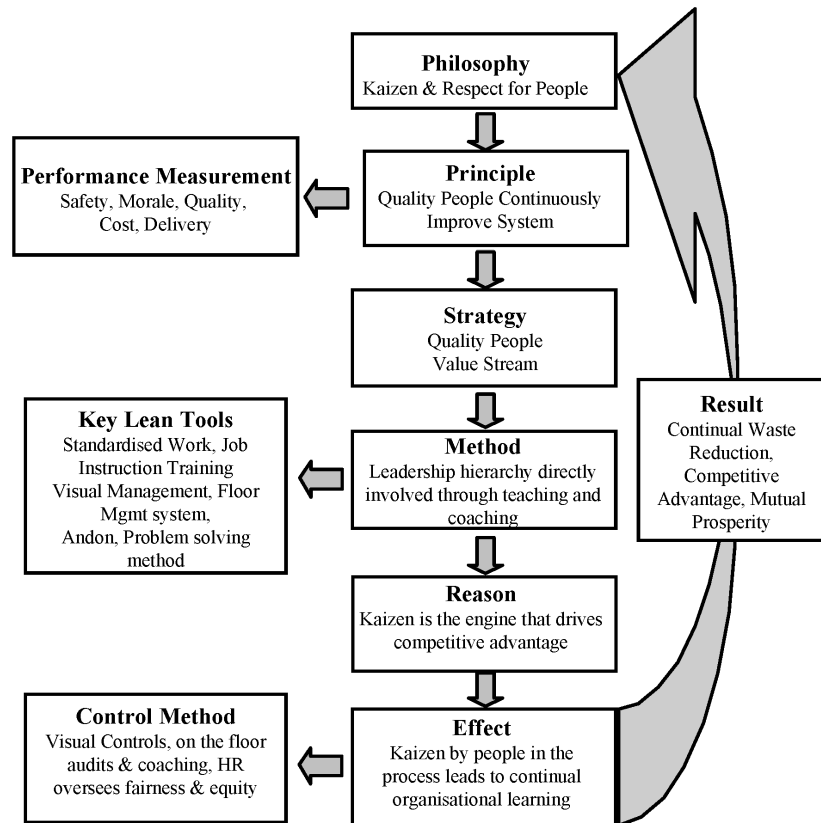 Philosophy
Kaizen & Respect for People
Performance Measurement
Safety, Morale, Quality,
Cost, Delivery
Principle
Quality People Continuously
Improve System
Strategy
Quality People
Value Stream
Key Lean Tools
Standardised Work, Job
Instruction Training
Visual Management, Floor
Mgmt system,
Andon, Problem solving
method
Method
Leadership hierarchy directly
involved through teaching and
coaching
Result
Continual Waste
Reduction,
Competitive
Advantage, Mutual
Prosperity
Reason
Kaizen is the engine that drives
competitive advantage
Control Method
Visual Controls, on the floor
audits & coaching, HR
oversees fairness & equity
Effect
Kaizen by people in the
process leads to continual
organisational learning